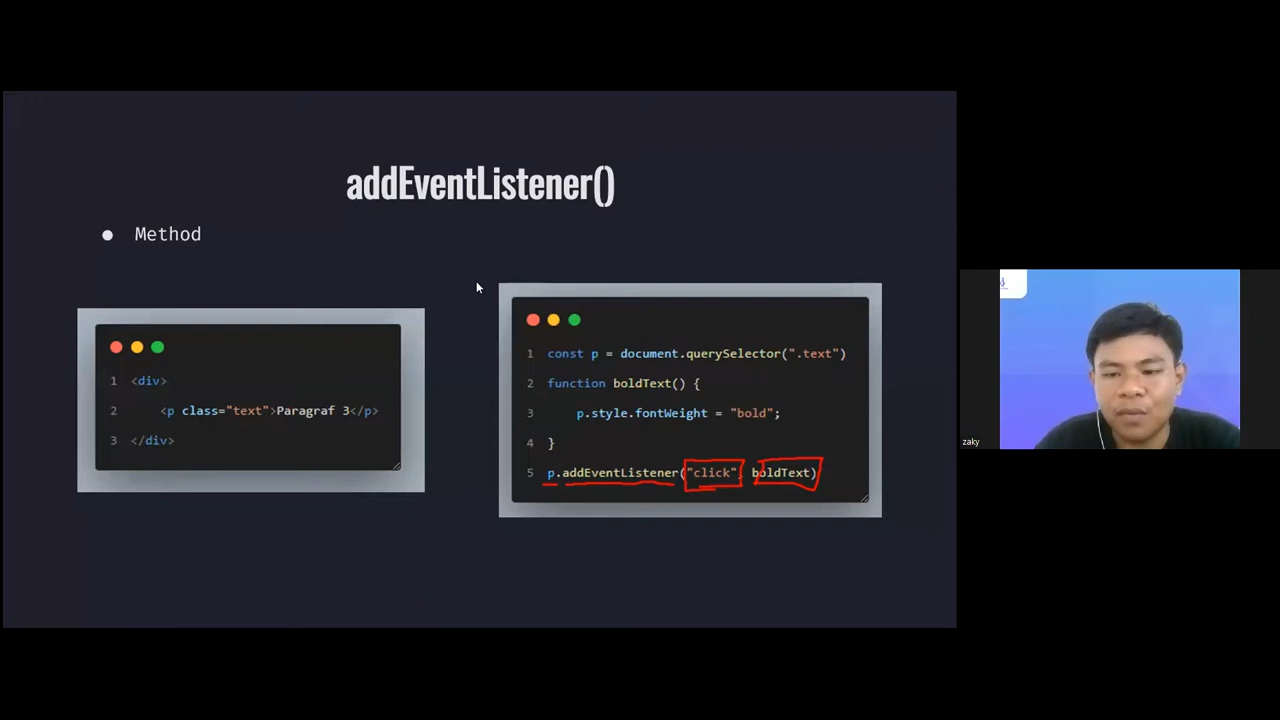 addEventListener()
● Method
1 <div>
2 <p class="text">Paragraf 3</p>
3 </div>
1 const p = document.querySelector(".text")
2 function boldText() {
3 p.style.fontWeight = "bold";
4 }
5 p.addEventListener("click", boldText)
zaky